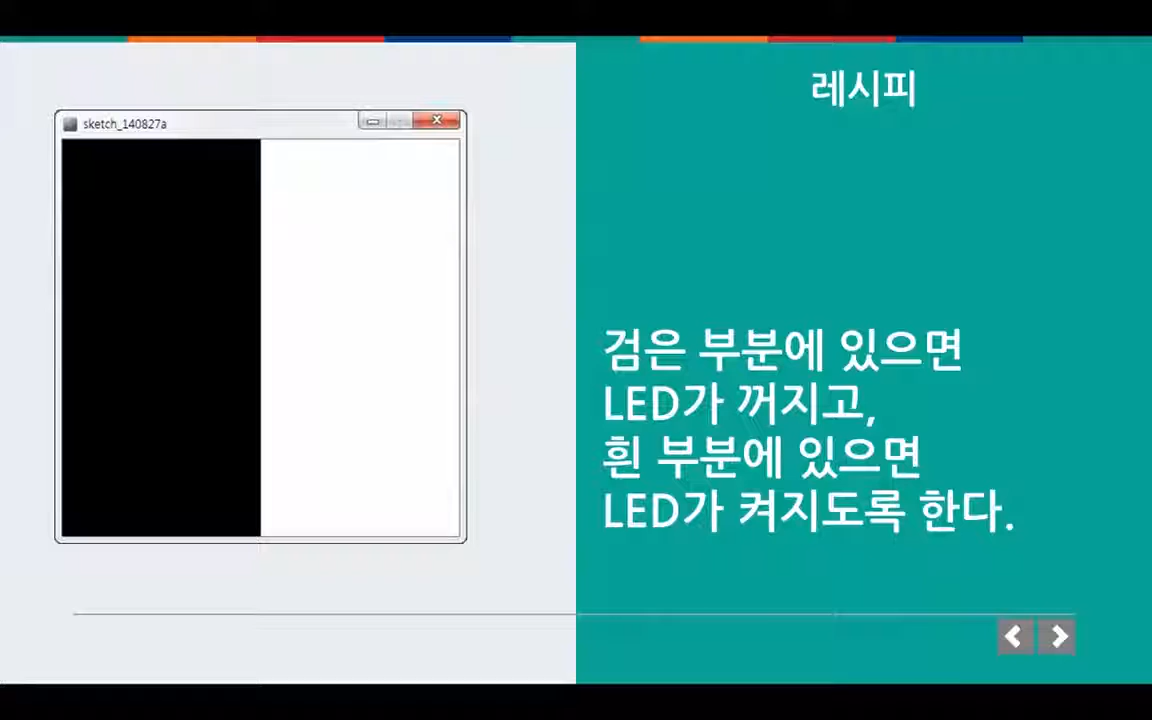 sketch_140827a
레시피
검은 부분에 있으면
LED가 꺼지고,
흰 부분에 있으면
LED가 켜지도록 한다.